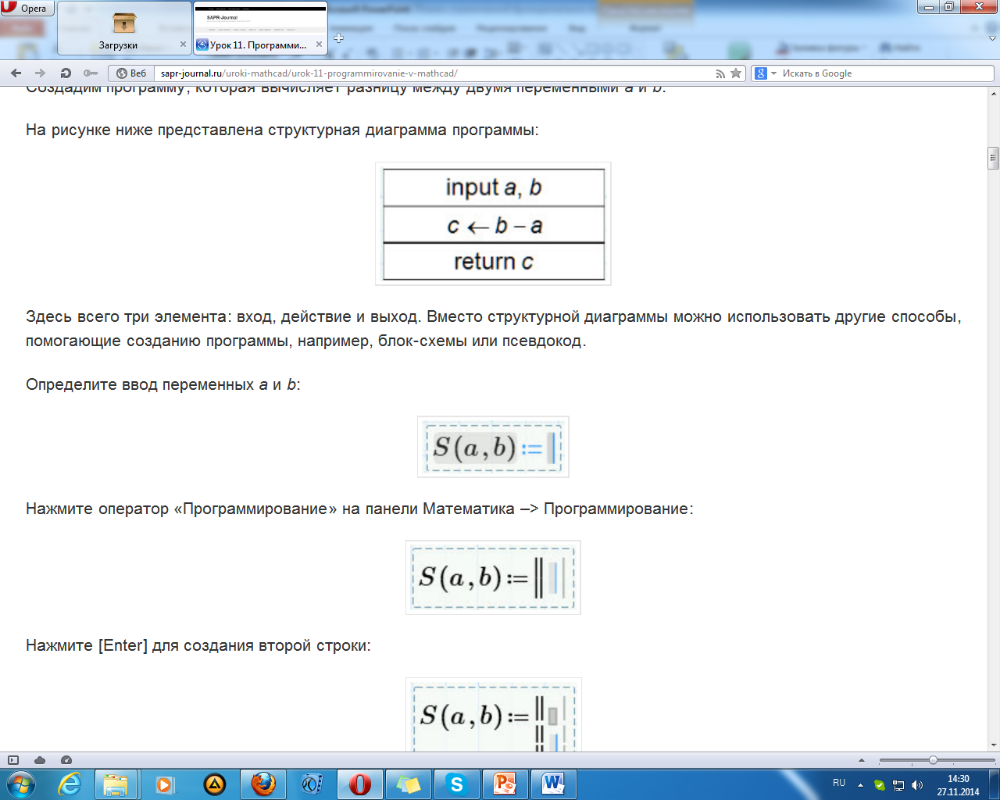 Opera
Загрузки
SAPR-Journal
Урок 11. Программи...
Веб
sapr-journal.ru/uroki-mathcad/urok-11-programmirovanie-v-mathcad/
Искать в Google
Создадим программу, которая вычисляет разницу между двумя переменными a и b.
На рисунке ниже представлена структурная диаграмма программы:
input a, b
c ← b – a
return c
Здесь всего три элемента: вход, действие и выход. Вместо структурной диаграммы можно использовать другие способы,
помогающие созданию программы, например, блок-схемы или псевдокод.
Определите ввод переменных a и b:
S(a,b):=
Нажмите оператор «Программирование» на панели Математика –> Программирование:
S(a,b):=
Нажмите [Enter] для создания второй строки:
S(a,b):=
RU
14:30
27.11.2014